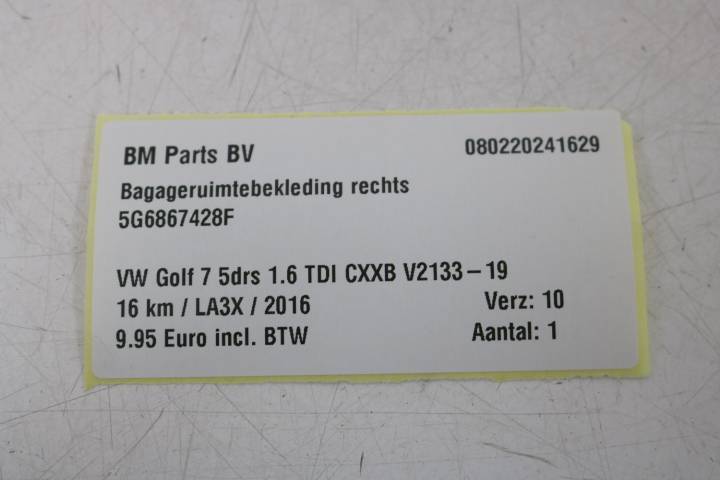 BM Parts BV 080220241629
Bagageruimtebekleding rechts
5G6867428F
VW Golf 7 5drs 1.6 TDI CXXB V2133-19
16 km / LA3X / 2016 Verz: 10
9.95 Euro incl. BTW Aantal: 1